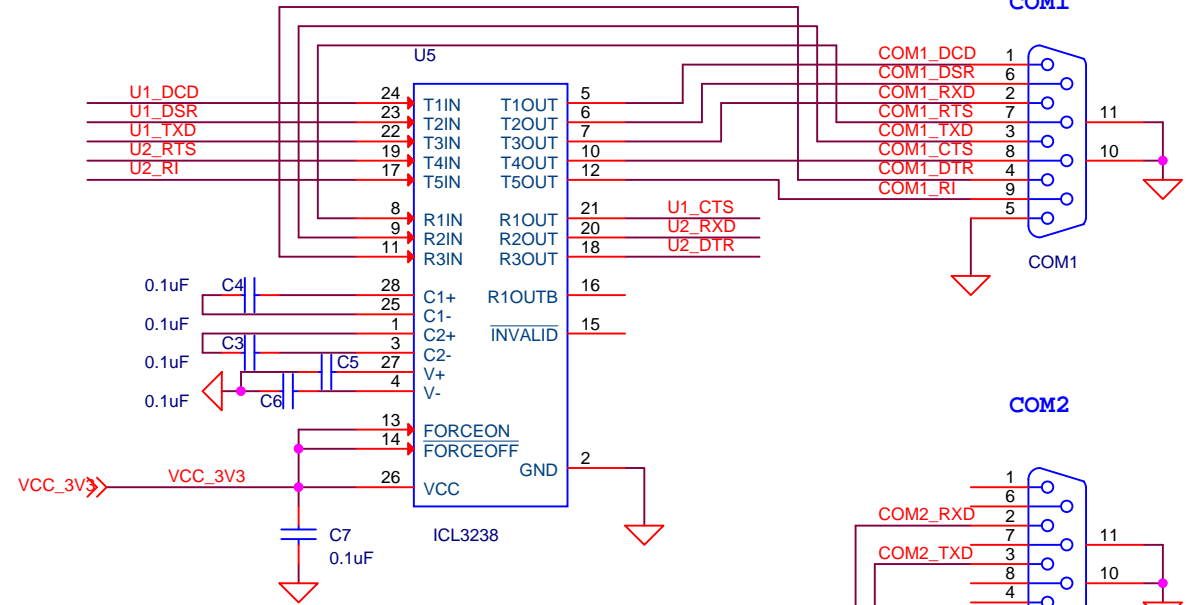 COM1
U5
COM1_DCD 1
COM1_DSR 6
COM1_RXD 2
COM1_RTS 7
COM1_TXD 3
COM1_CTS 8
COM1_DTR 4
COM1_RI 9
5
11
10
COM1
U1_DCD 24 T1IN T1OUT 5
U1_DSR 23 T2IN T2OUT 6
U1_TXD 22 T3IN T3OUT 7
U2_RTS 19 T4IN T4OUT 10
U2_RI 17 T5IN T5OUT 12
8 R1IN R1OUT 21 U1_CTS
9 R2IN R2OUT 20 U2_RXD
11 R3IN R3OUT 18 U2_DTR
0.1uF C4 28 C1+ R1OUTB 16
25 C1-
0.1uF 1 C2+ INVALID 15
C3 3 C2-
0.1uF C5 27 V+
4 V-
0.1uF C6
13 FORCEON
14 FORCEOFF
GND 2
VCC_3V3 VCC_3V3 26 VCC
C7
0.1uF
ICL3238
COM2
1
6
COM2_RXD 2
7
COM2_TXD 3
8
4
11
10